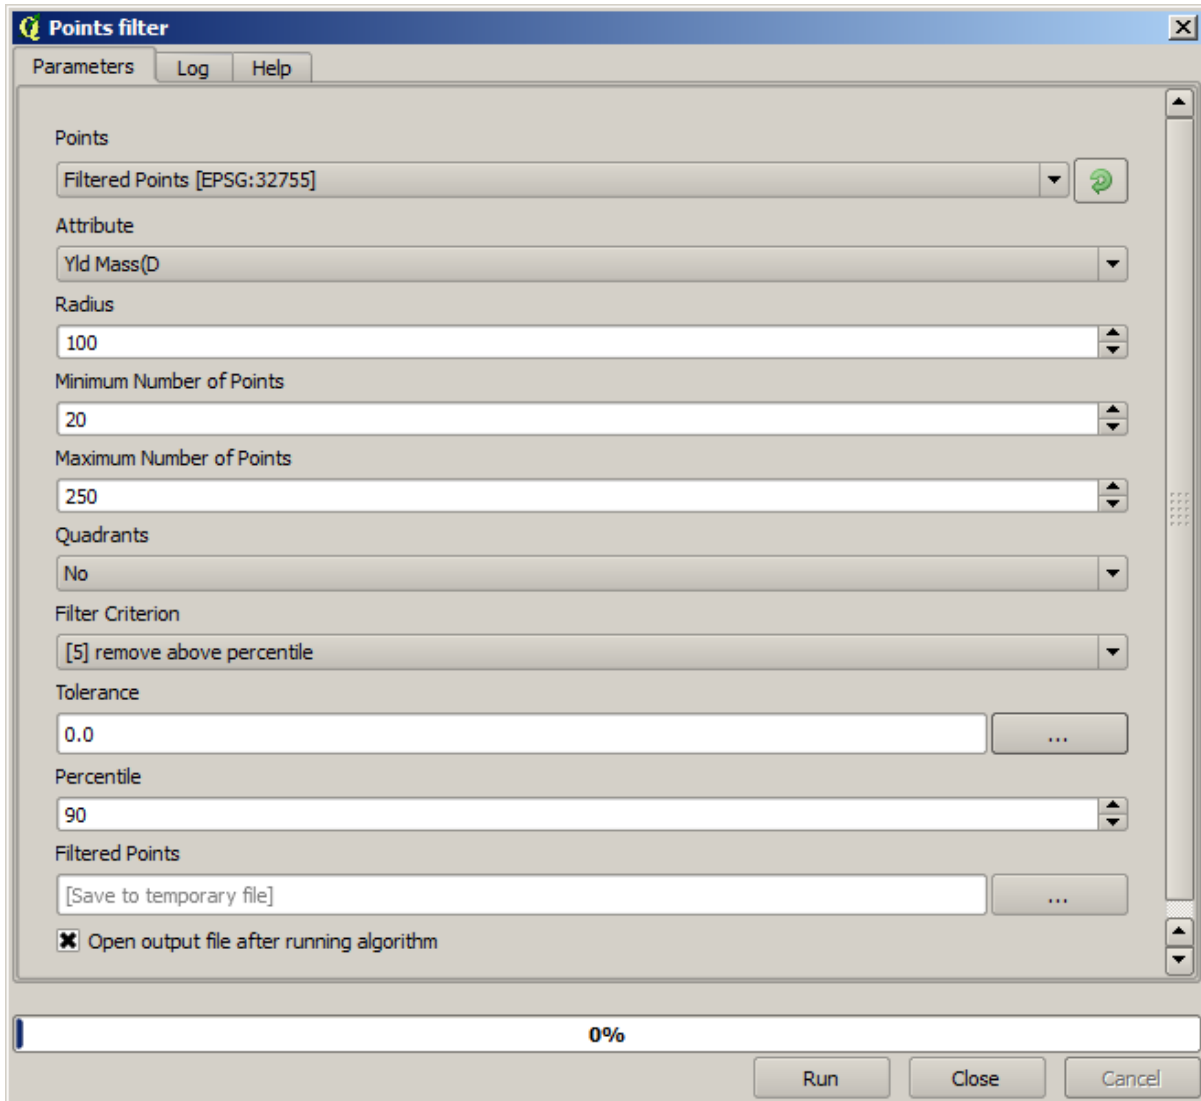 Points filter
Parameters Log Help
Points
Filtered Points [EPSG:32755]
Attribute
Yld Mass(D
Radius
100
Minimum Number of Points
20
Maximum Number of Points
250
Quadrants
No
Filter Criterion
[5] remove above percentile
Tolerance
0.0 ...
Percentile
90
Filtered Points
[Save to temporary file] ...
Open output file after running algorithm
0%
Run Close Cancel